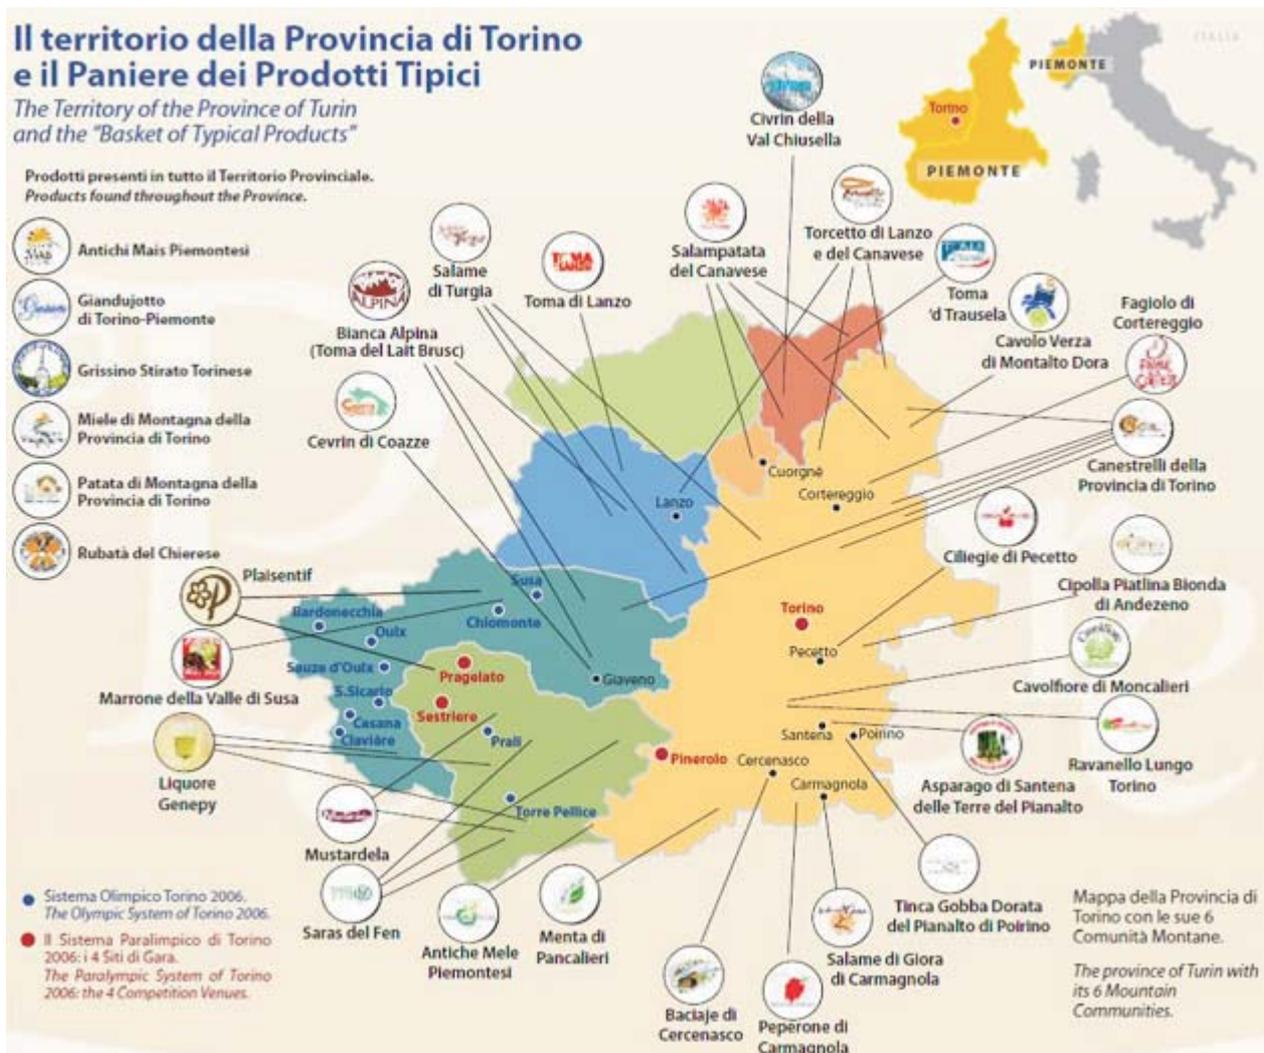 Il territorio della Provincia di Torino
e il Paniere dei Prodotti Tipici
The Territory of the Province of Turin
and the "Basket of Typical Products"
Prodotti presenti in tutto il Territorio Provinciale.
Products found throughout the Province.
Antichi Mais Piemontesi
Giandujotto
di Torino-Piemonte
Grissino Stirato Torinese
Miele di Montagna della
Provincia di Torino
Patata di Montagna della
Provincia di Torino
Rubatà del Chierese
ITALIA
PIEMONTE
Torino
PIEMONTE
Civrin della
Val Chiusella
Salame
di Turgia
TOMA
LANZO
Toma di Lanzo
ALPINA
Bianca Alpina
(Toma del Lait Brusc)
Cevrin di Coazze
Salampatata
del Canavese
Torcetto di Lanzo
e del Canavese
Toma
'd Trausela
Cavolo Verza
di Montalto Dora
Fagiolo di
Cortereggio
Canestrelli della
Provincia di Torino
Ciliegie di Pecetto
Cipolla Piatlina Bionda
di Andezeno
Cavolfiore di Moncalieri
Ravanello Lungo
Torino
Asparago di Santena
delle Terre del Pianalto
Tinca Gobba Dorata
del Pianalto di Poirino
Salame di Giora
di Carmagnola
Peperone di
Carmagnola
Baciaje di
Cercenasco
Menta di
Pancalieri
Antiche Mele
Piemontesi
Saras del Fen
Mustardela
Liquore
Genepy
Marrone della Valle di Susa
Plaisentif
Cuorgnè
Cortereggio
Lanzo
Susa
Chiomonte
Bardonecchia
Oulx
Sauze d'Oulx
S.Sicario
Cesana
Clavière
Pragelato
Sestriere
Prali
Torre Pellice
Giaveno
Torino
Pecetto
Santena
Poirino
Pinerolo
Cercenasco
Carmagnola
Sistema Olimpico Torino 2006.
The Olympic System of Torino 2006.
Il Sistema Paralimpico di Torino
2006: i 4 Siti di Gara.
The Paralympic System of Torino
2006: the 4 Competition Venues.
Mappa della Provincia di
Torino con le sue 6
Comunità Montane.
The province of Turin with
its 6 Mountain
Communities.